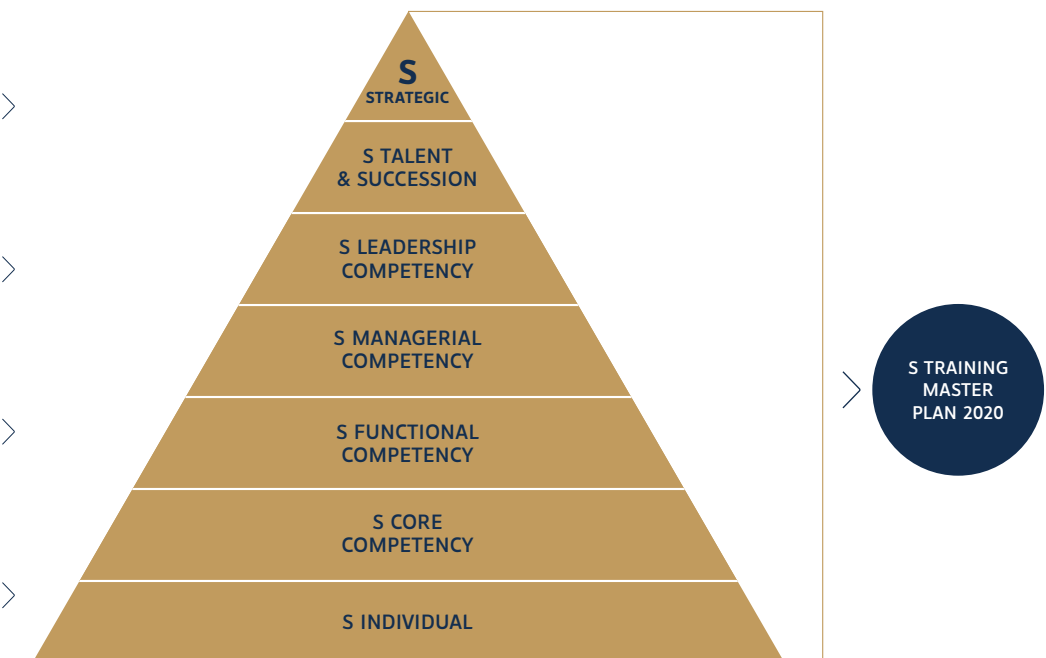 S
STRATEGIC
S TALENT
& SUCCESSION
S LEADERSHIP
COMPETENCY
S MANAGERIAL
COMPETENCY
S FUNCTIONAL
COMPETENCY
S CORE
COMPETENCY
S INDIVIDUAL
S TRAINING
MASTER
PLAN 2020